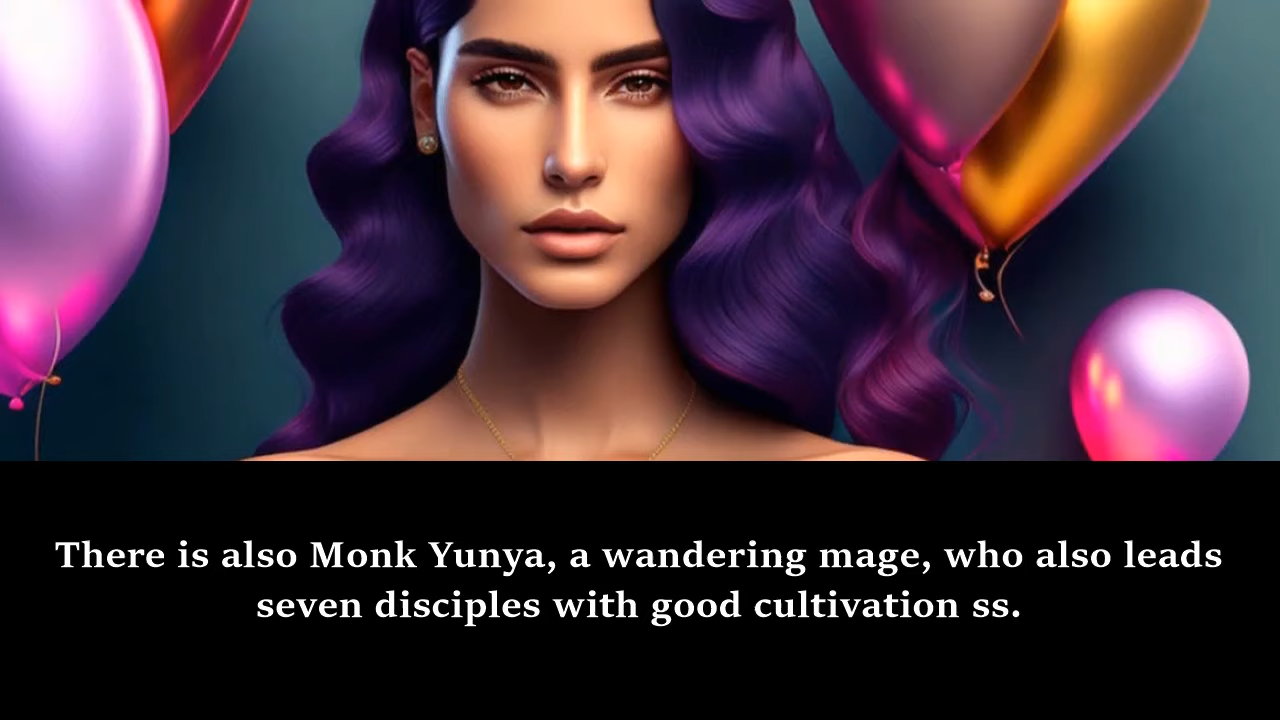 There is also Monk Yunya, a wandering mage, who also leads
seven disciples with good cultivation ss.